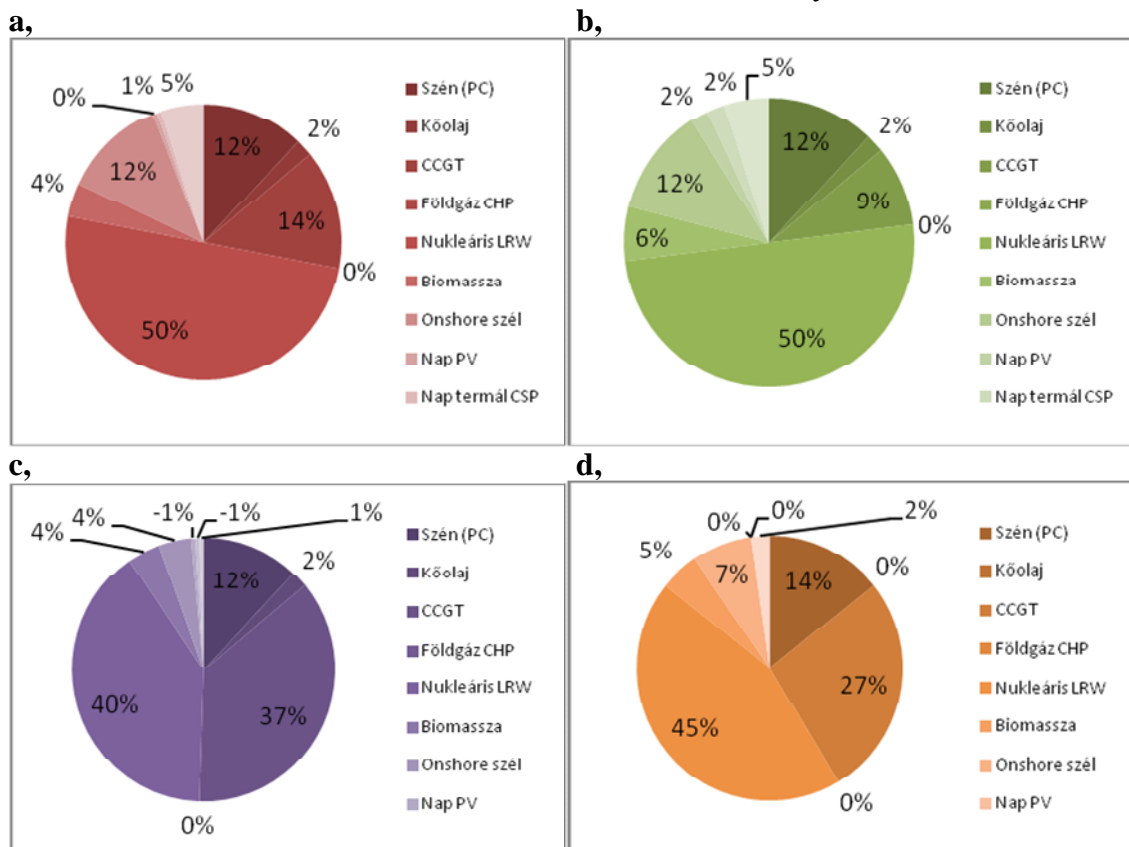 a,
0%
1%
5%
12%
2%
14%
0%
50%
4%
12%
Szén (PC)
Kőolaj
CCGT
Földgáz CHP
Nukleáris LRW
Biomassza
Onshore szél
Nap PV
Nap termál CSP
b,
2%
2%
5%
12%
2%
9%
0%
50%
6%
12%
Szén (PC)
Kőolaj
CCGT
Földgáz CHP
Nukleáris LRW
Biomassza
Onshore szél
Nap PV
Nap termál CSP
c,
4%
4%
-1%
-1%
1%
12%
2%
37%
0%
40%
Szén (PC)
Kőolaj
CCGT
Földgáz CHP
Nukleáris LRW
Biomassza
Onshore szél
Nap PV
d,
5%
7%
0%
0%
2%
14%
0%
27%
0%
45%
Szén (PC)
Kőolaj
CCGT
Földgáz CHP
Nukleáris LRW
Biomassza
Onshore szél
Nap PV